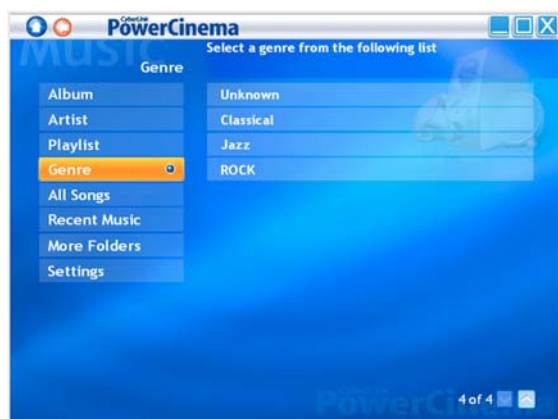 CyberLink
PowerCinema
Music
Select a genre from the following list
Genre
Album
Artist
Playlist
Genre
All Songs
Recent Music
More Folders
Settings
Unknown
Classical
Jazz
ROCK
4 of 4
PowerCi